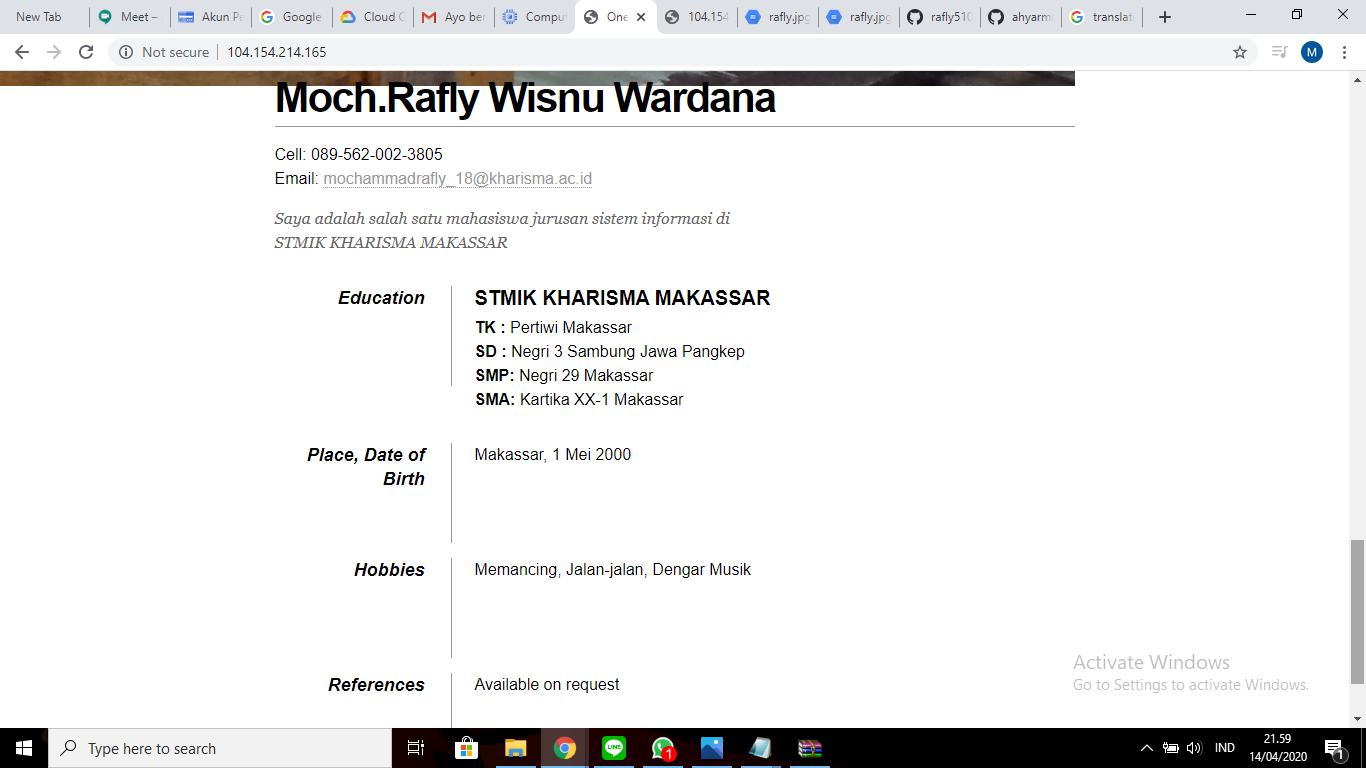 New Tab
Meet –
Akun Pe
Google
Cloud C
Ayo ber
Comput
One
104.154
rafly.jpg
rafly.jpg
rafly510
ahyarm
translat
Not secure
104.154.214.165
M
Moch.Rafly Wisnu Wardana
Cell: 089-562-002-3805
Email: mochammadrafly_18@kharisma.ac.id
Saya adalah salah satu mahasiswa jurusan sistem informasi di
STMIK KHARISMA MAKASSAR
Education
STMIK KHARISMA MAKASSAR
TK : Pertiwi Makassar
SD : Negri 3 Sambung Jawa Pangkep
SMP: Negri 29 Makassar
SMA: Kartika XX-1 Makassar
Place, Date of
Birth
Makassar, 1 Mei 2000
Hobbies
Memancing, Jalan-jalan, Dengar Musik
References
Available on request
Activate Windows
Go to Settings to activate Windows.
Type here to search
LINE
1
IND
21.59
14/04/2020
1